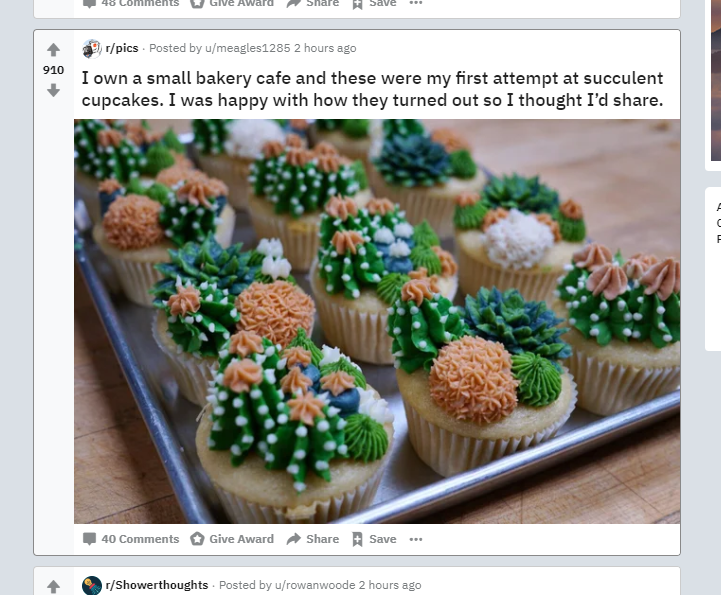 48 Comments Give Award Share Save
r/pics · Posted by u/meagles1285 2 hours ago
910
I own a small bakery cafe and these were my first attempt at succulent
cupcakes. I was happy with how they turned out so I thought I’d share.
40 Comments Give Award Share Save
r/Showerthoughts · Posted by u/rowanwoode 2 hours ago